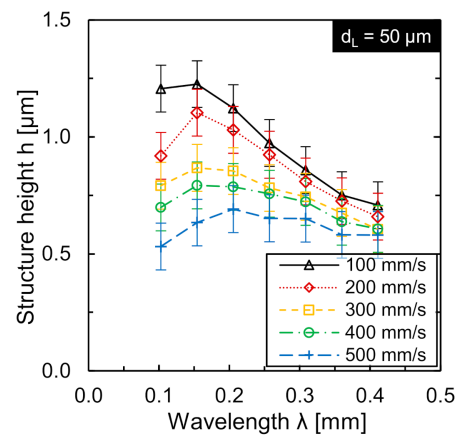 d_L = 50 µm
1.5
1.0
0.5
0.0
Structure height h [µm]
100 mm/s
200 mm/s
300 mm/s
400 mm/s
500 mm/s
0.0 0.1 0.2 0.3 0.4 0.5
Wavelength λ [mm]